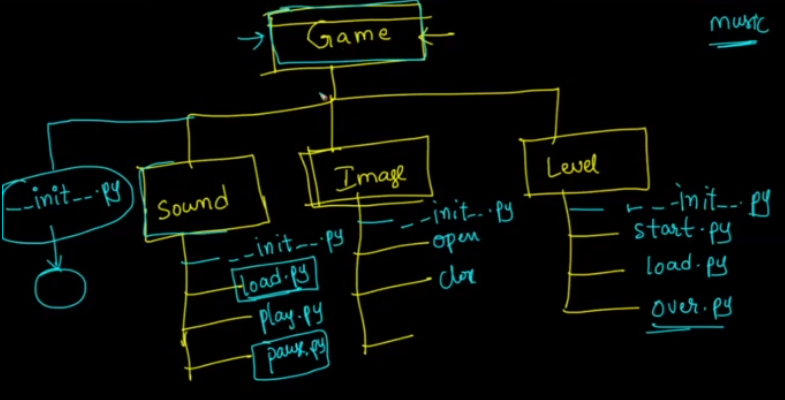 music
Game
__init__.py
Sound
__init__.py
load.py
play.py
pause.py
Image
__init__.py
open
close
Level
__init__.py
start.py
load.py
over.py